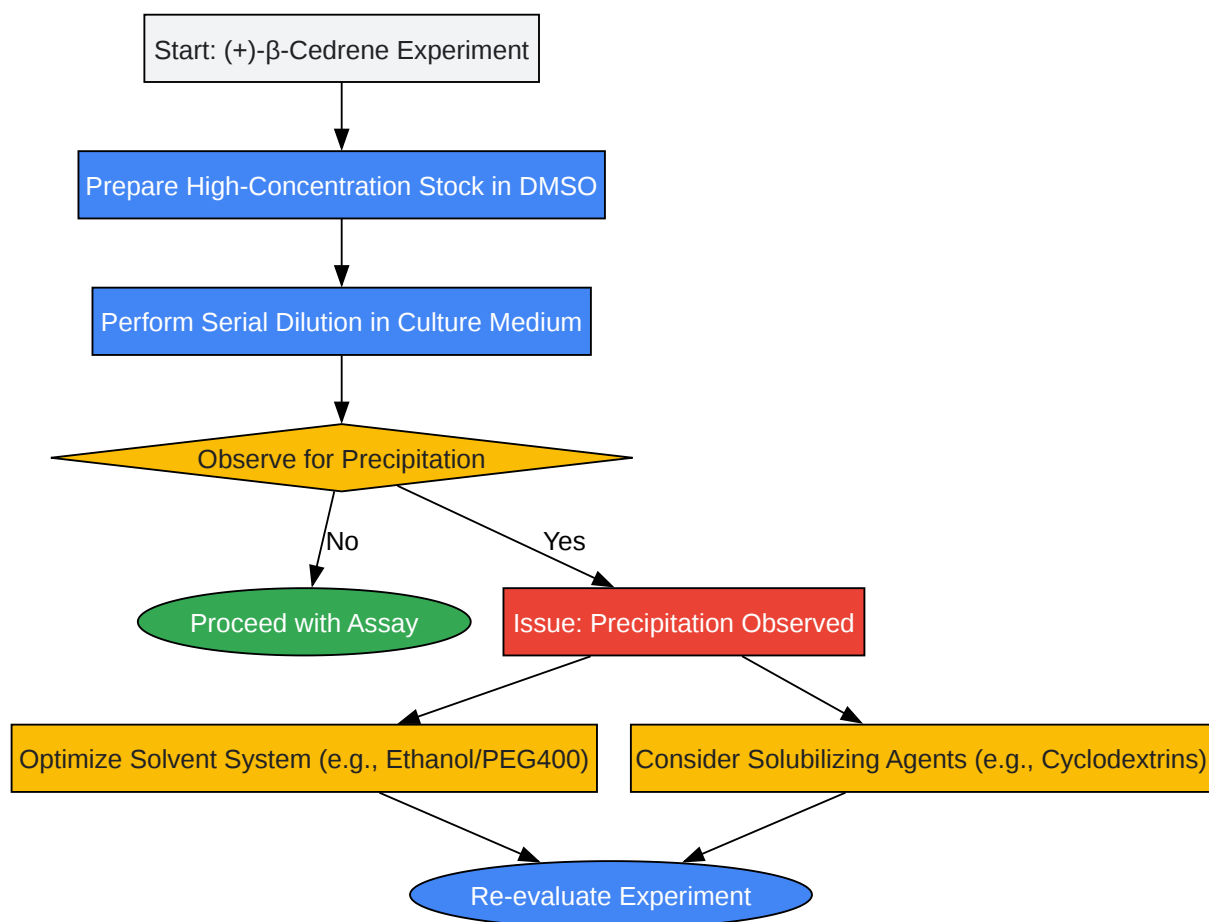 Start: (+)-β-Cedrene Experiment
Prepare High-Concentration Stock in DMSO
Perform Serial Dilution in Culture Medium
Observe for Precipitation
No
Yes
Proceed with Assay
Issue: Precipitation Observed
Optimize Solvent System (e.g., Ethanol/PEG400)
Consider Solubilizing Agents (e.g., Cyclodextrins)
Re-evaluate Experiment